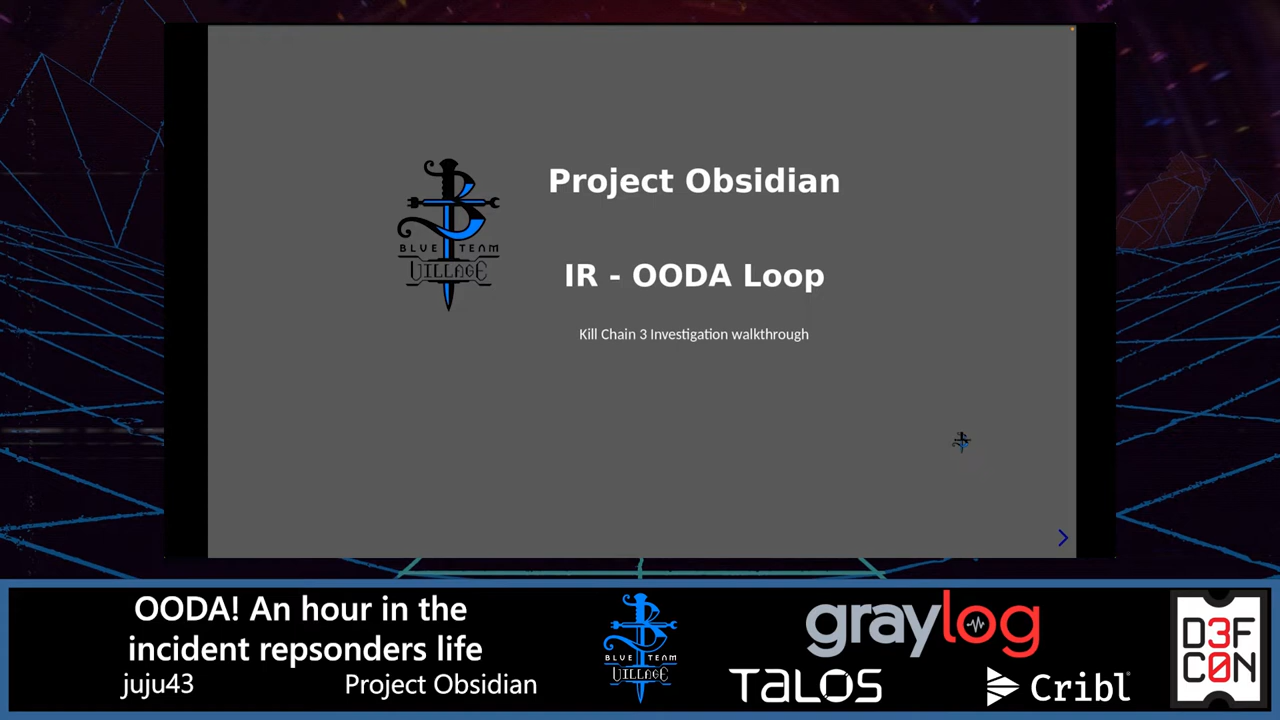 Project Obsidian
BLUE TEAM
VILLAGE
IR - OODA Loop
Kill Chain 3 Investigation walkthrough
OODA! An hour in the
incident repsonders life
juju43
Project Obsidian
BLUE TEAM
VILLAGE
graylog
TALOS
Cribl
D3F
C0N